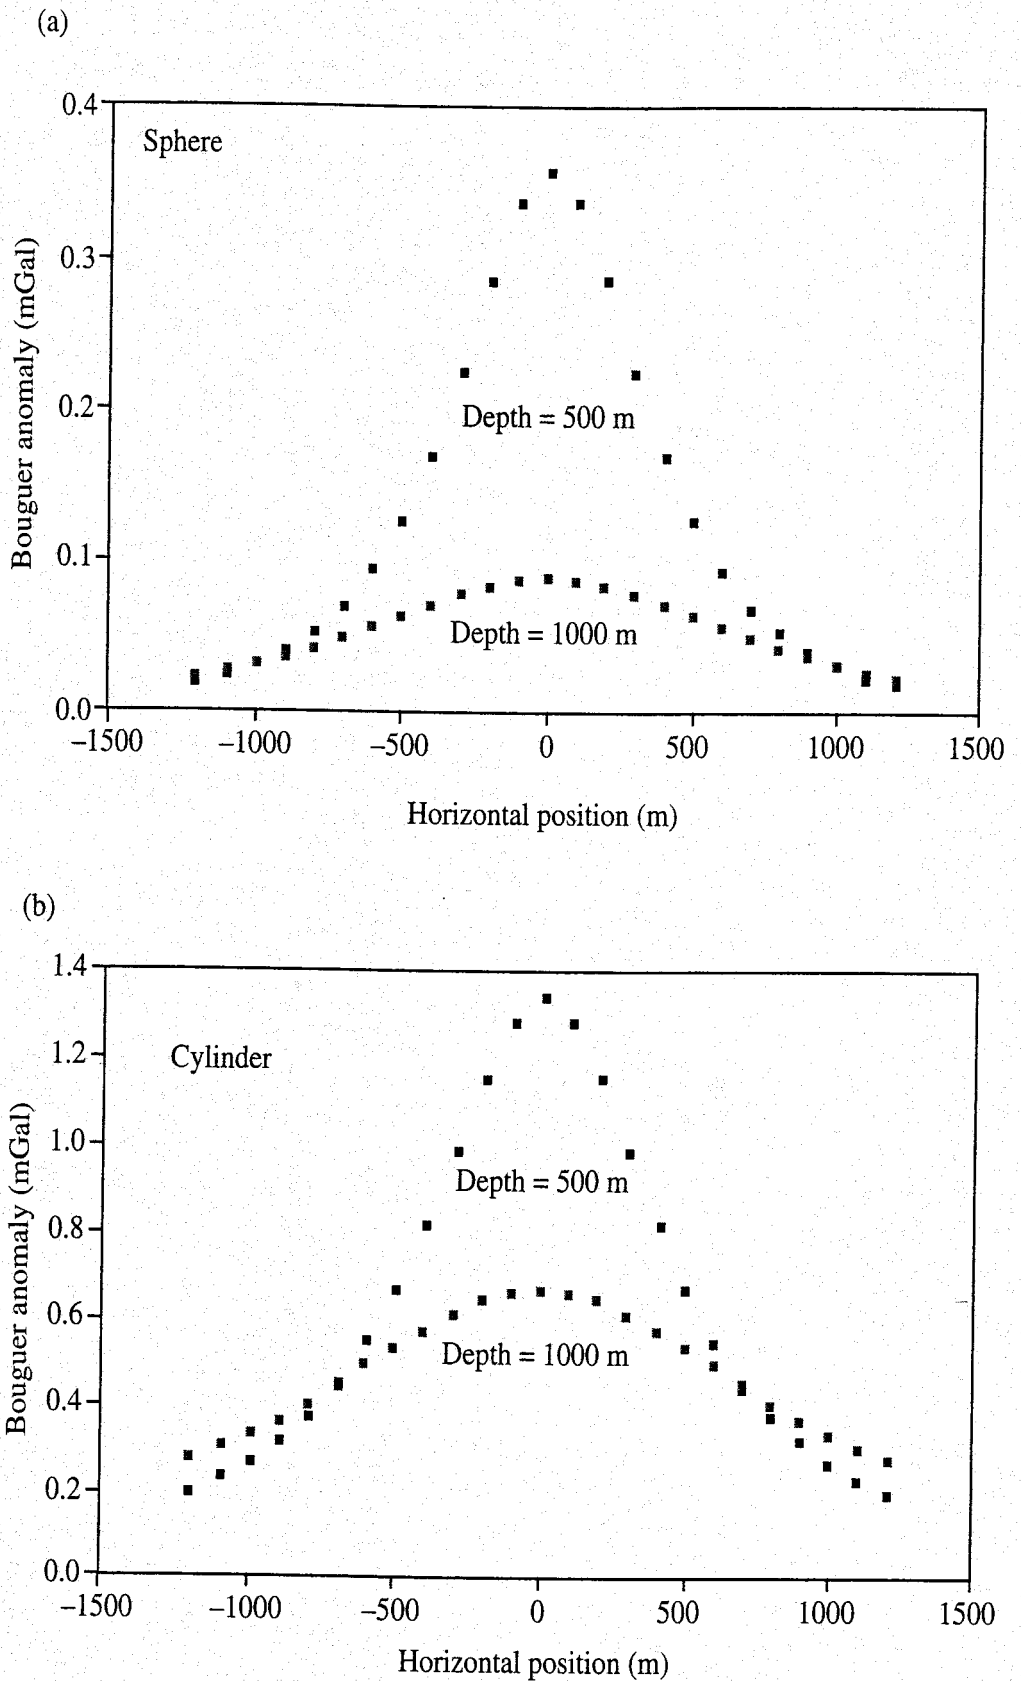 (a)
0.4
Sphere
0.3
0.2
Depth = 500 m
0.1
Depth = 1000 m
0.0
–1500 –1000 –500 0 500 1000 1500
Horizontal position (m)
Bouguer anomaly (mGal)
(b)
1.4
1.2
Cylinder
1.0
Depth = 500 m
0.8
0.6
Depth = 1000 m
0.4
0.2
0.0
–1500 –1000 –500 0 500 1000 1500
Horizontal position (m)
Bouguer anomaly (mGal)